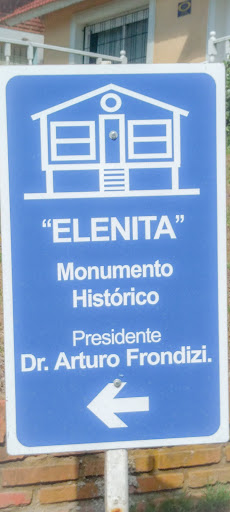 "ELENITA"
Monumento
Histórico
Presidente
Dr. Arturo Frondizi.